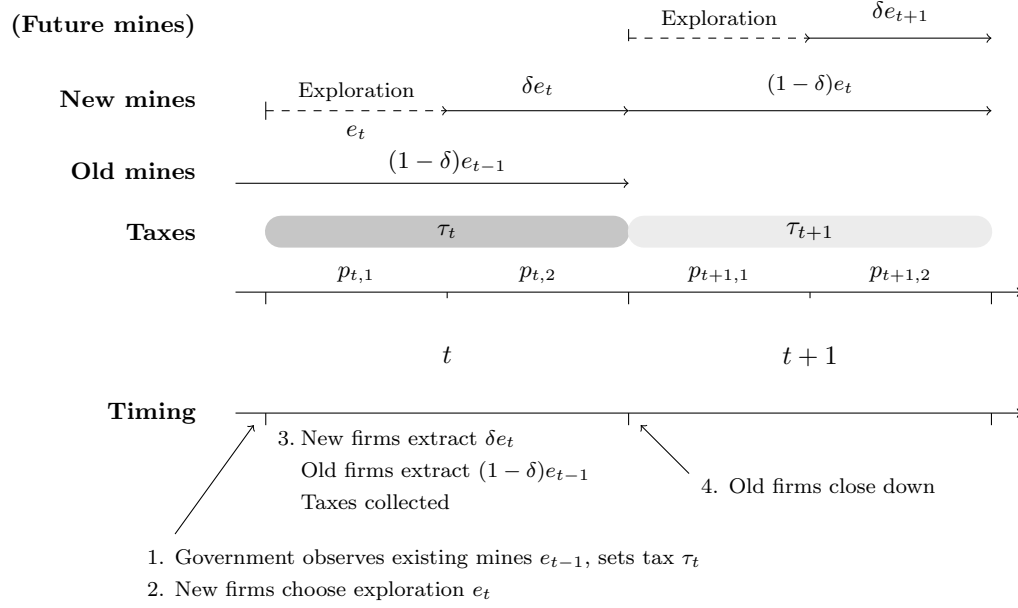 (Future mines)
Exploration
δe_{t+1}
New mines
Exploration
δe_t
(1 − δ)e_t
e_t
Old mines
(1 − δ)e_{t−1}
Taxes
τ_t
τ_{t+1}
p_{t,1}
p_{t,2}
p_{t+1,1}
p_{t+1,2}
t
t + 1
Timing
3. New firms extract δe_t
Old firms extract (1 − δ)e_{t−1}
Taxes collected
4. Old firms close down
1. Government observes existing mines e_{t−1}, sets tax τ_t
2. New firms choose exploration e_t